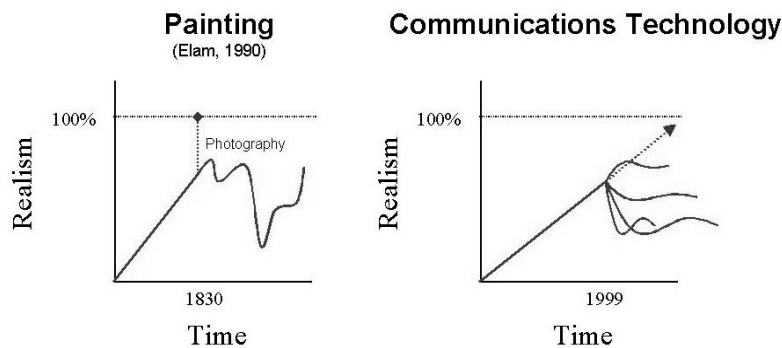 Painting
(Elam, 1990)
100%
Photography
Realism
1830
Time
Communications Technology
100%
Realism
1999
Time